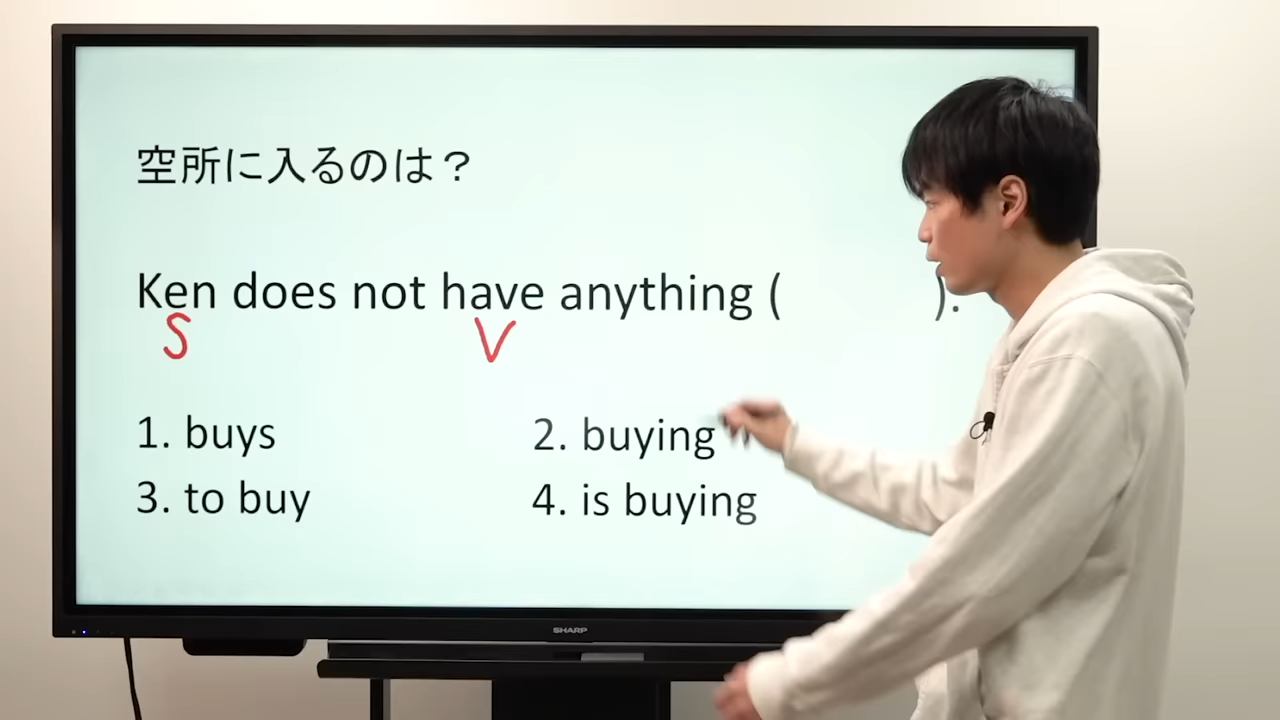 空所に入るのは？
Ken does not have anything ( ).
S V
1. buys 2. buying
3. to buy 4. is buying
SHARP